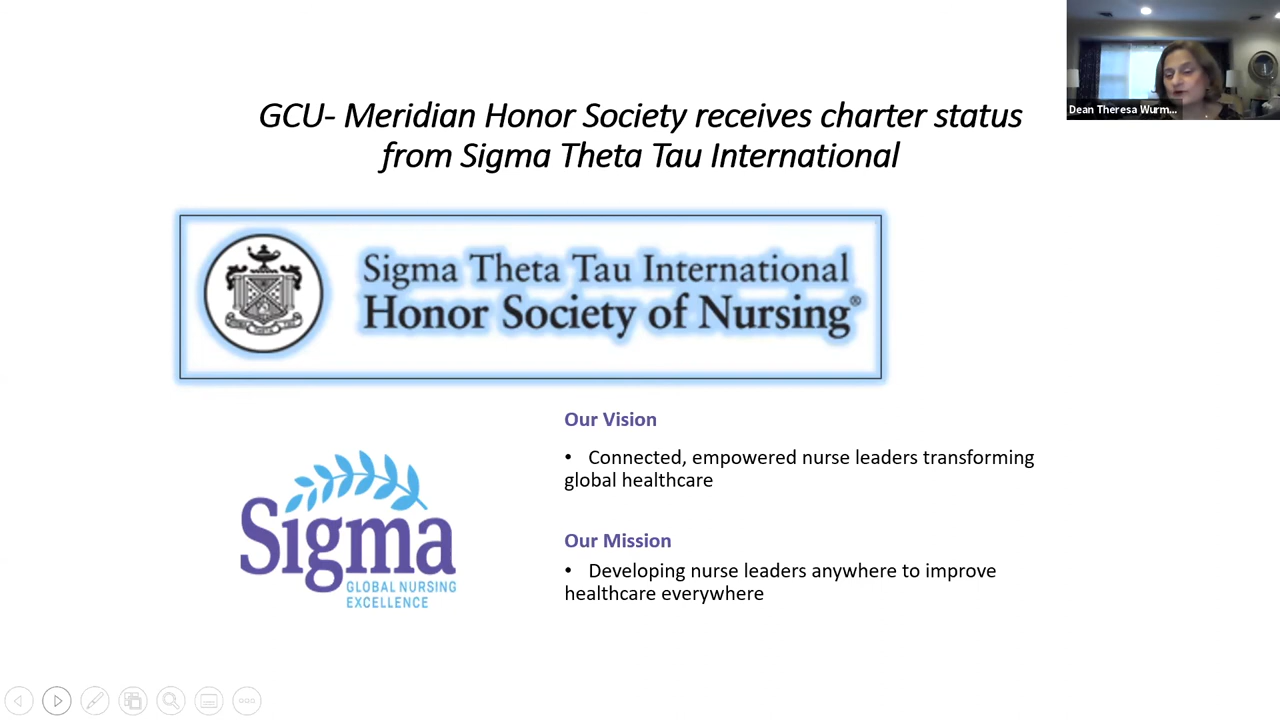 GCU- Meridian Honor Society receives charter status
from Sigma Theta Tau International
Dean Theresa Wurm...
Sigma Theta Tau International
Honor Society of Nursing®
Our Vision
• Connected, empowered nurse leaders transforming
global healthcare
Sigma
GLOBAL NURSING
EXCELLENCE
Our Mission
• Developing nurse leaders anywhere to improve
healthcare everywhere